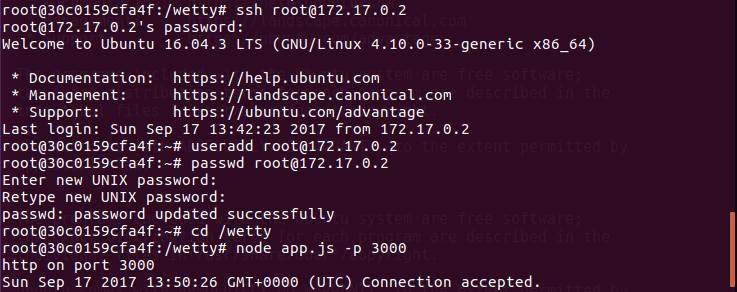 root@30c0159cfa4f:/wetty# ssh root@172.17.0.2
root@172.17.0.2's password:
Welcome to Ubuntu 16.04.3 LTS (GNU/Linux 4.10.0-33-generic x86_64)
* Documentation: https://help.ubuntu.com
* Management: https://landscape.canonical.com
* Support: https://ubuntu.com/advantage
Last login: Sun Sep 17 13:42:23 2017 from 172.17.0.2
root@30c0159cfa4f:~# useradd root@172.17.0.2
root@30c0159cfa4f:~# passwd root@172.17.0.2
Enter new UNIX password:
Retype new UNIX password:
passwd: password updated successfully
root@30c0159cfa4f:~# cd /wetty
root@30c0159cfa4f:/wetty# node app.js -p 3000
http on port 3000
Sun Sep 17 2017 13:50:26 GMT+0000 (UTC) Connection accepted.